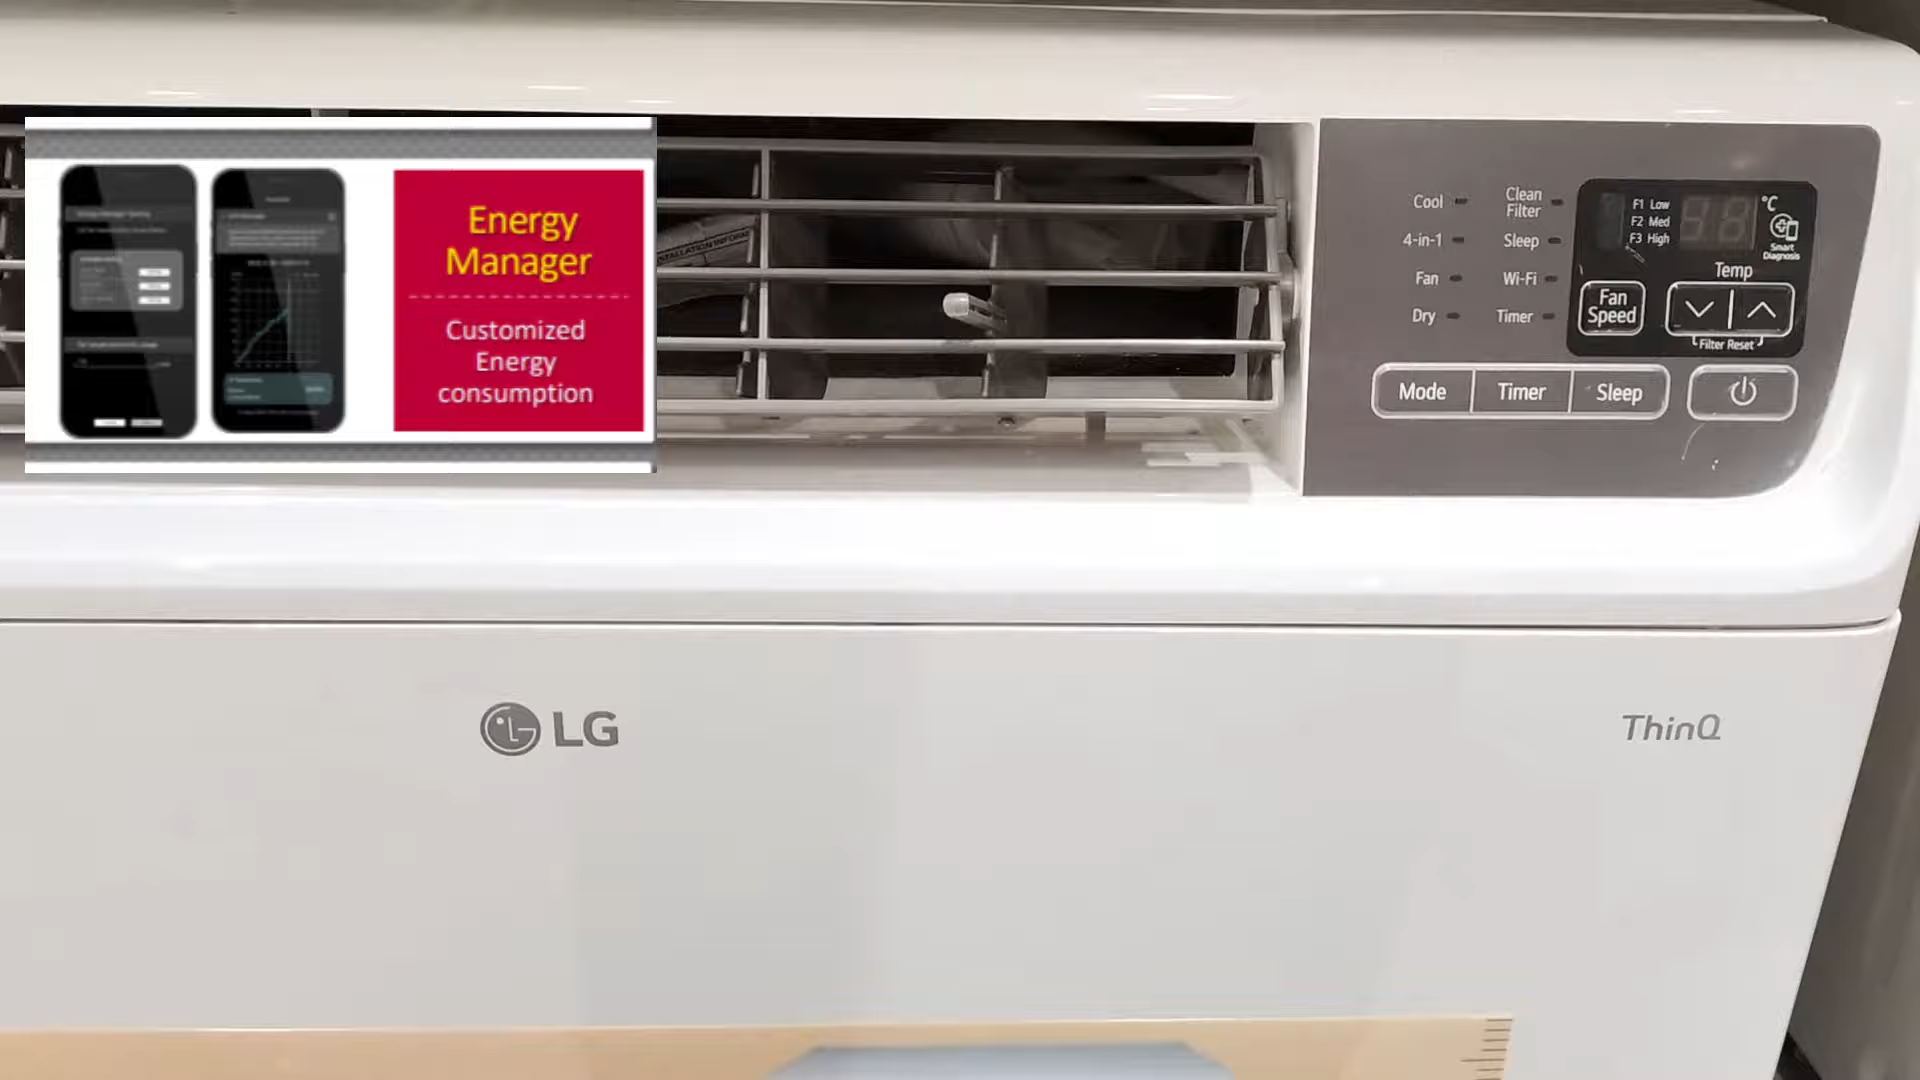 Energy
Manager
Customized
Energy
consumption
Cool
Clean
Filter
4-in-1
Sleep
Fan
Wi-Fi
Dry
Timer
F1 Low
F2 Med
F3 High
°C
Smart
Diagnosis
Temp
Fan
Speed
Filter Reset
Mode
Timer
Sleep
LG
ThinQ